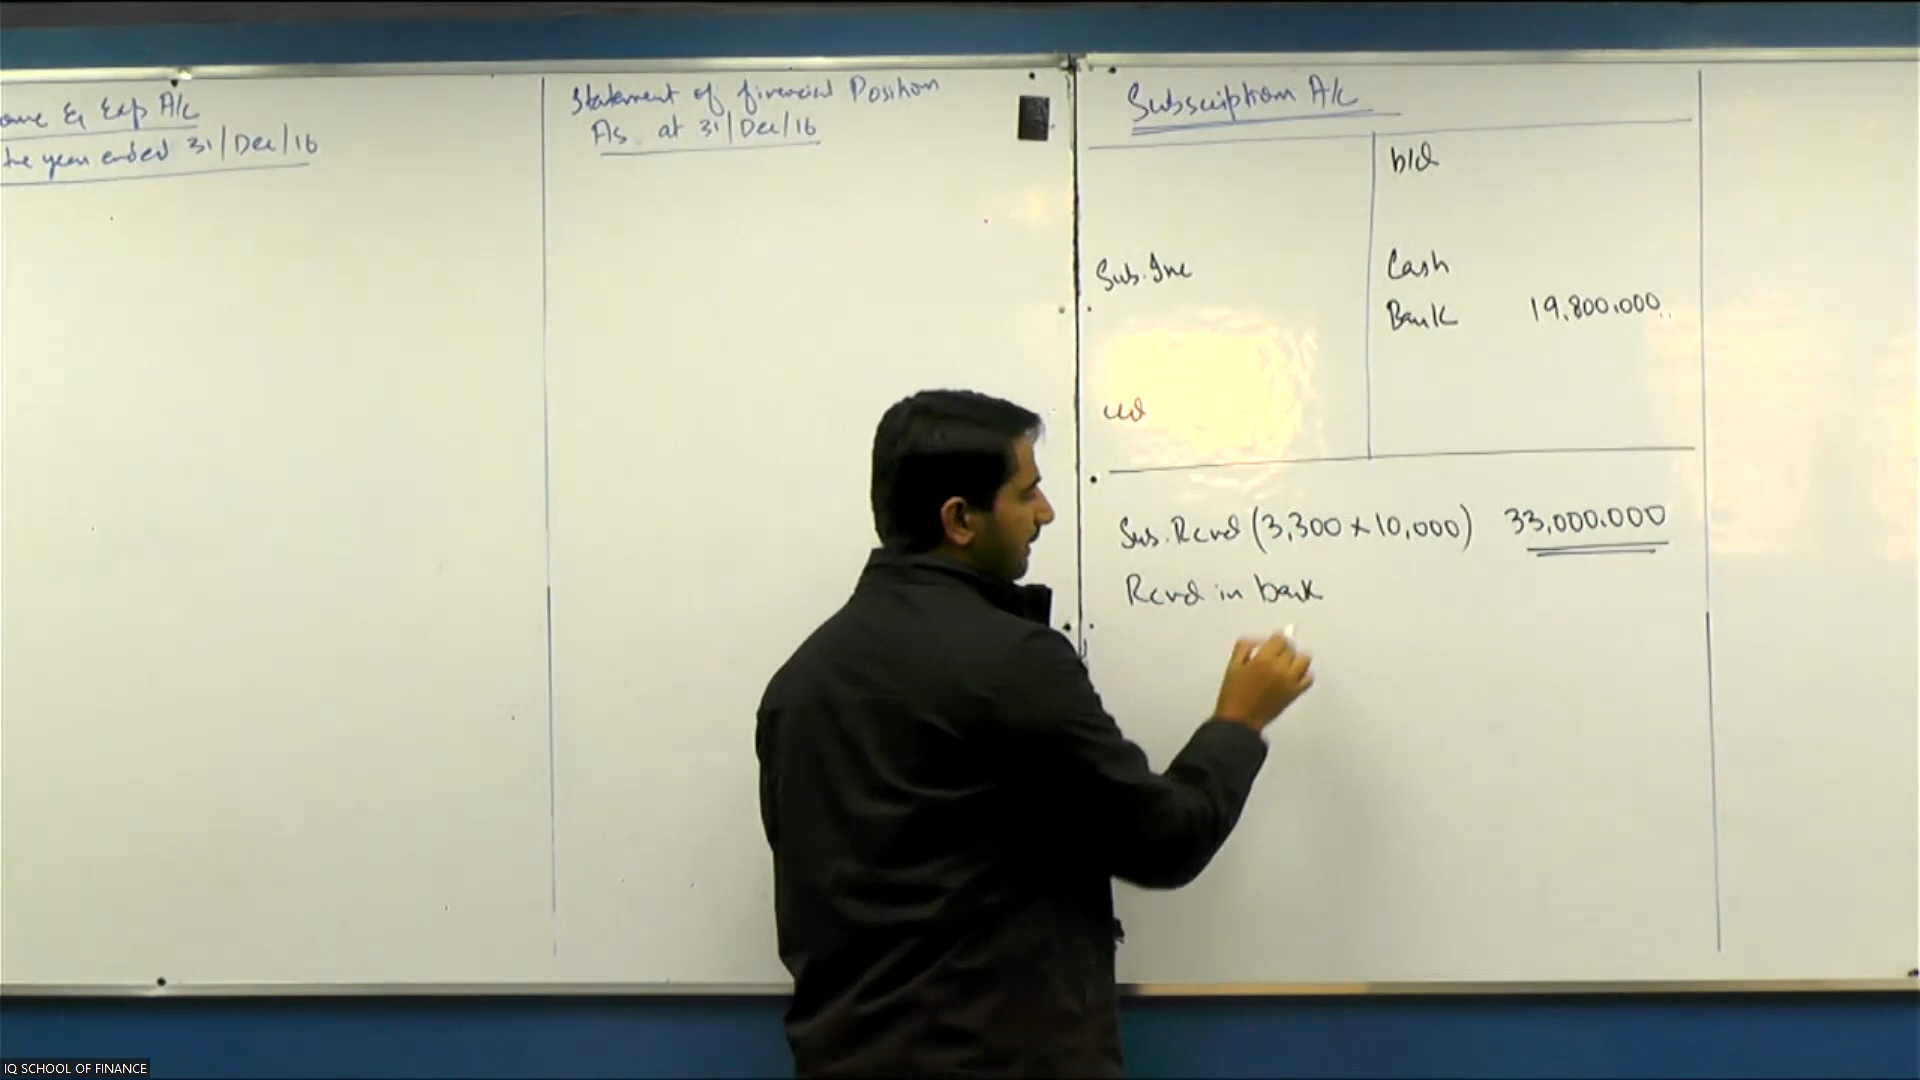 & Exp A/c
the year ended 31/Dec/16
Statement of financial Position
As. at 31/Dec/16
Subscription A/c
b/d
Sub. Inc
Cash
Bank 19,800,000
c/d
Sub. Rcvd (3,300 x 10,000) 33,000,000
Rcvd in bank
IQ SCHOOL OF FINANCE